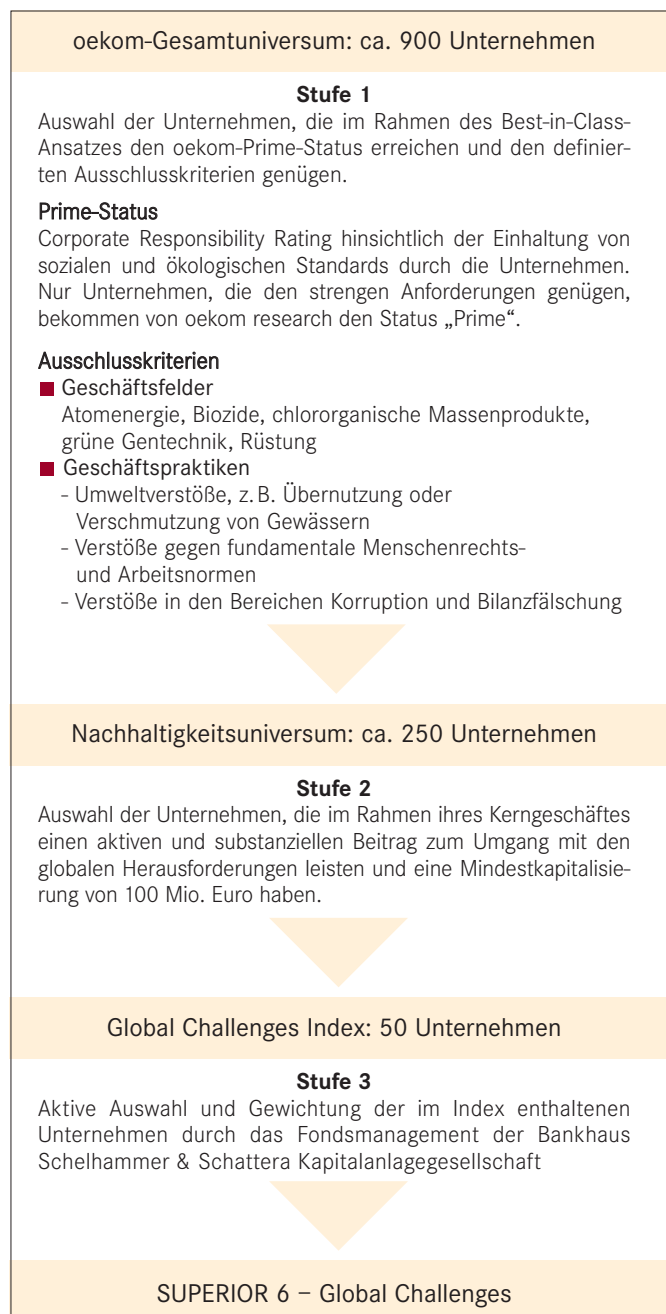 oekom-Gesamtuniversum: ca. 900 Unternehmen
Stufe 1
Auswahl der Unternehmen, die im Rahmen des Best-in-Class-
Ansatzes den oekom-Prime-Status erreichen und den definier-
ten Ausschlusskriterien genügen.
Prime-Status
Corporate Responsibility Rating hinsichtlich der Einhaltung von
sozialen und ökologischen Standards durch die Unternehmen.
Nur Unternehmen, die den strengen Anforderungen genügen,
bekommen von oekom research den Status „Prime“.
Ausschlusskriterien
■ Geschäftsfelder
Atomenergie, Biozide, chlororganische Massenprodukte,
grüne Gentechnik, Rüstung
■ Geschäftspraktiken
- Umweltverstöße, z. B. Übernutzung oder
Verschmutzung von Gewässern
- Verstöße gegen fundamentale Menschenrechts-
und Arbeitsnormen
- Verstöße in den Bereichen Korruption und Bilanzfälschung
Nachhaltigkeitsuniversum: ca. 250 Unternehmen
Stufe 2
Auswahl der Unternehmen, die im Rahmen ihres Kerngeschäftes
einen aktiven und substanziellen Beitrag zum Umgang mit den
globalen Herausforderungen leisten und eine Mindestkapitalisie-
rung von 100 Mio. Euro haben.
Global Challenges Index: 50 Unternehmen
Stufe 3
Aktive Auswahl und Gewichtung der im Index enthaltenen
Unternehmen durch das Fondsmanagement der Bankhaus
Schelhammer & Schattera Kapitalanlagegesellschaft
SUPERIOR 6 – Global Challenges